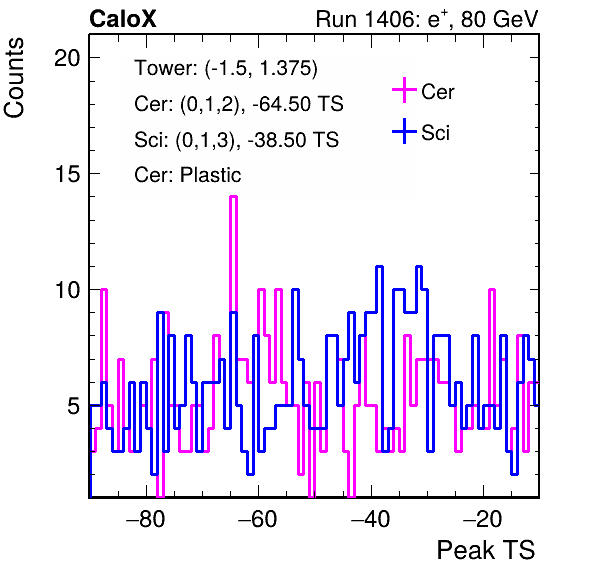 CaloX Run 1406: e⁺, 80 GeV
Counts
Tower: (-1.5, 1.375)
Cer: (0,1,2), -64.50 TS
Sci: (0,1,3), -38.50 TS
Cer: Plastic
Cer
Sci
20
15
10
5
−80 −60 −40 −20
Peak TS